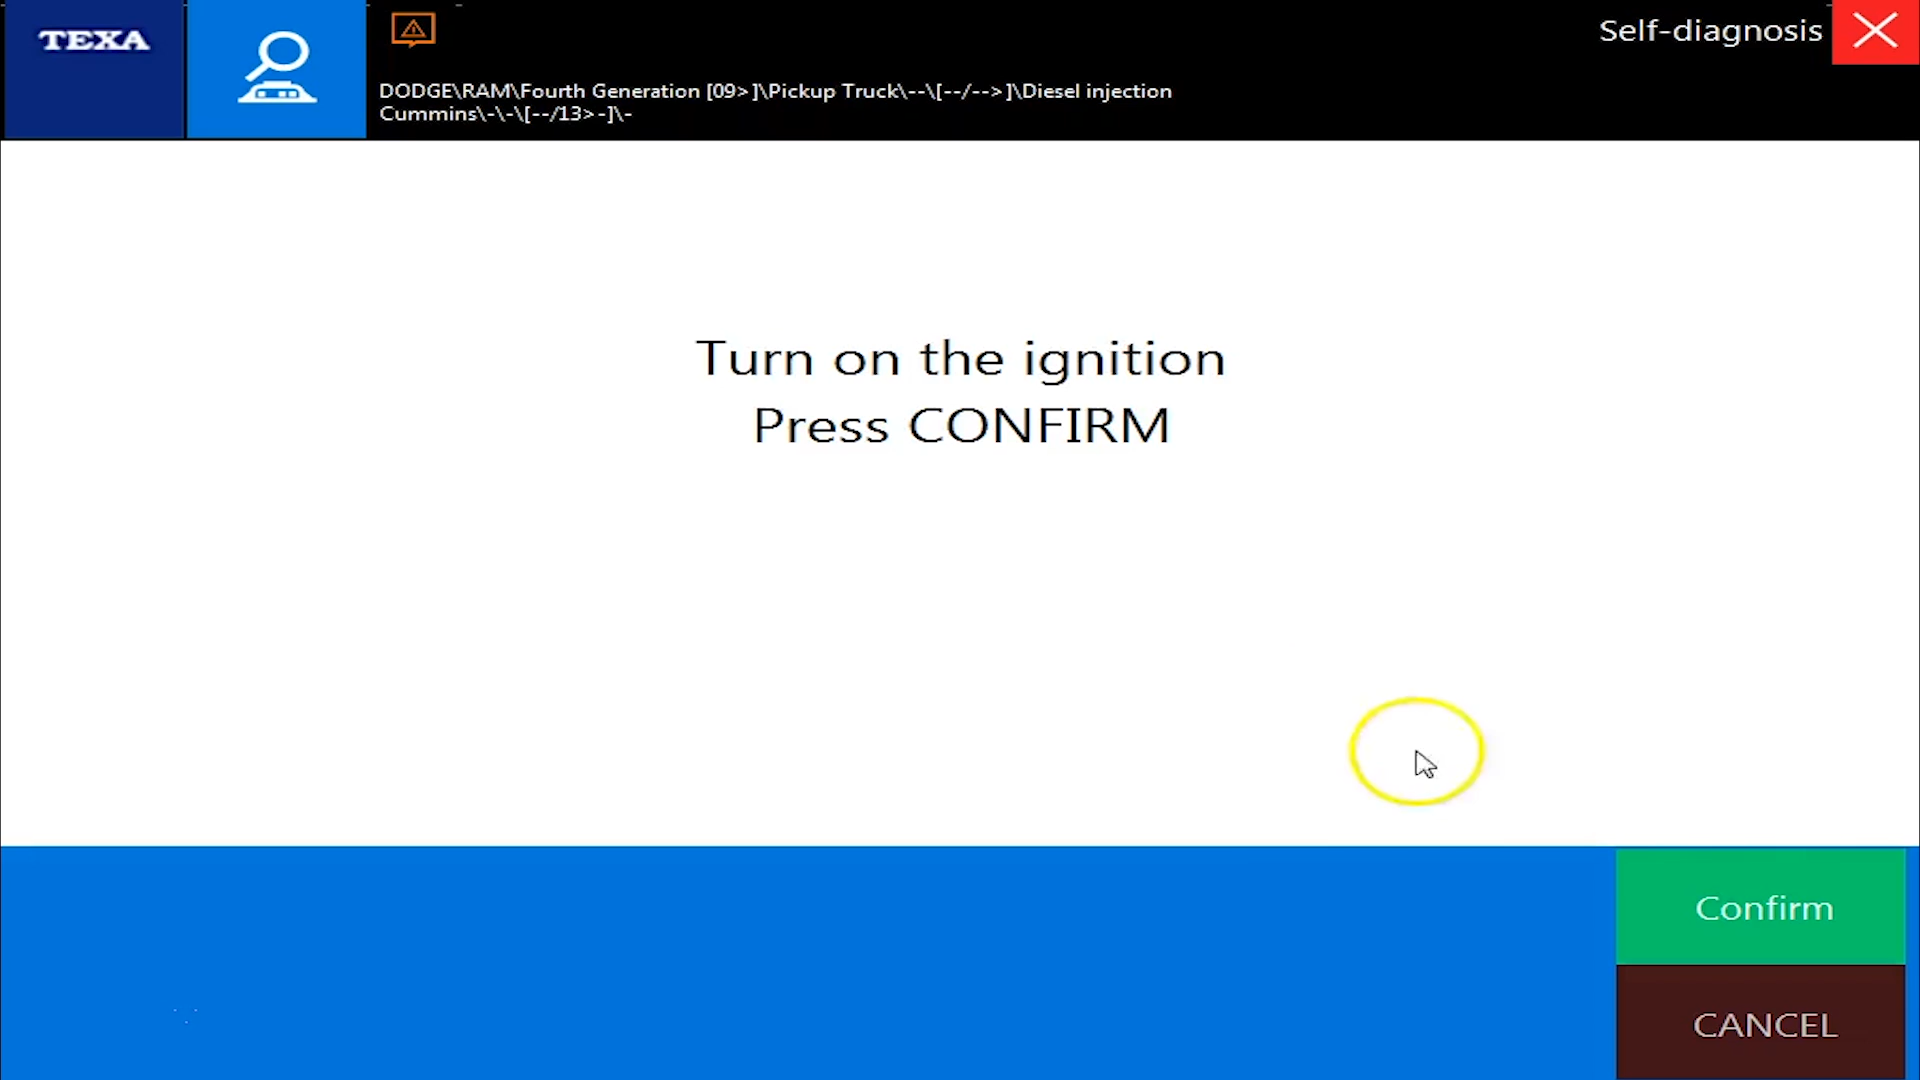 TEXA
Self-diagnosis
DODGE\RAM\Fourth Generation [09>]\Pickup Truck\--\[--/-->]\Diesel injection
Cummins\-\-\[--/13>-]\-
Turn on the ignition
Press CONFIRM
Confirm
CANCEL